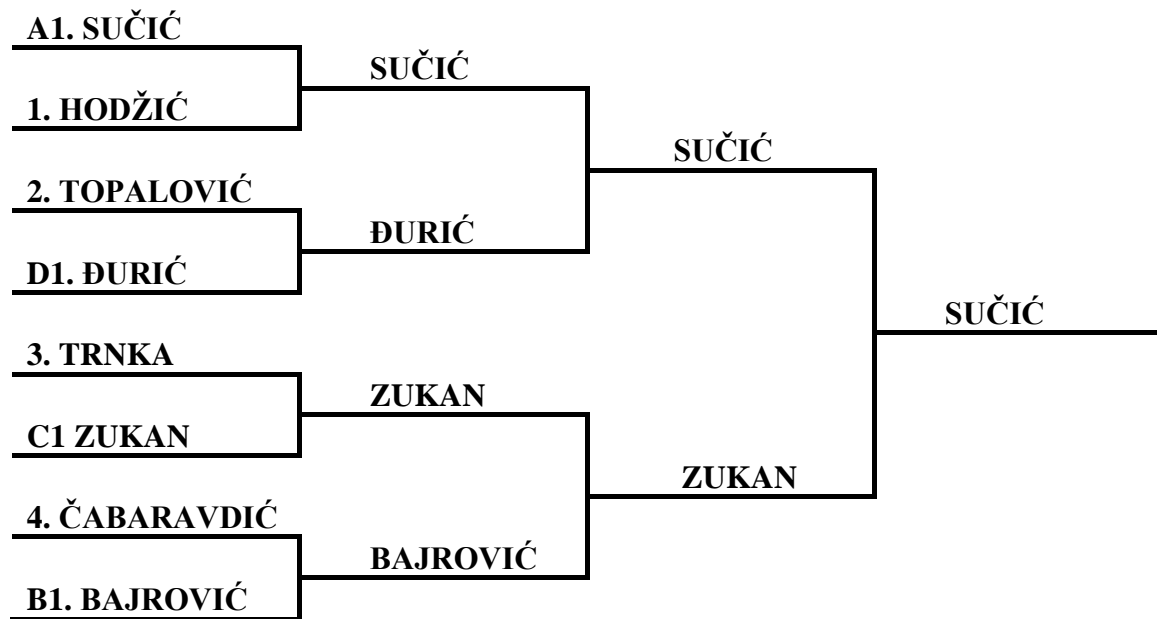 A1. SUČIĆ
SUČIĆ
1. HODŽIĆ
SUČIĆ
2. TOPALOVIĆ
ĐURIĆ
D1. ĐURIĆ
SUČIĆ
3. TRNKA
ZUKAN
C1 ZUKAN
ZUKAN
4. ČABARAVDIĆ
BAJROVIĆ
B1. BAJROVIĆ